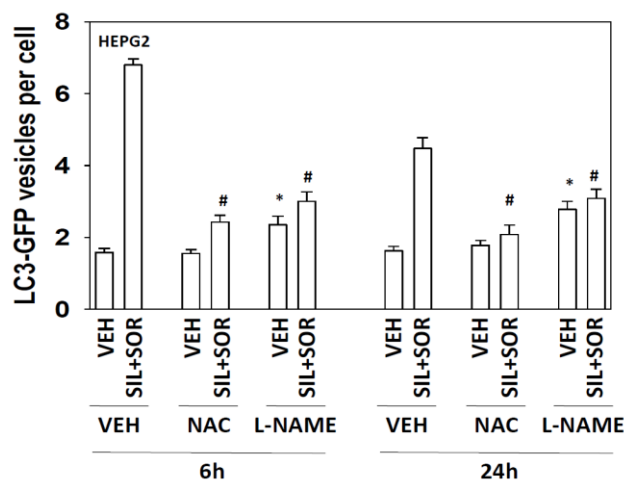 8
HEPG2
6
4
2
0
LC3-GFP vesicles per cell
# * # # * #
VEH SIL+SOR VEH SIL+SOR VEH SIL+SOR VEH SIL+SOR VEH SIL+SOR VEH SIL+SOR
VEH NAC L-NAME VEH NAC L-NAME
6h 24h